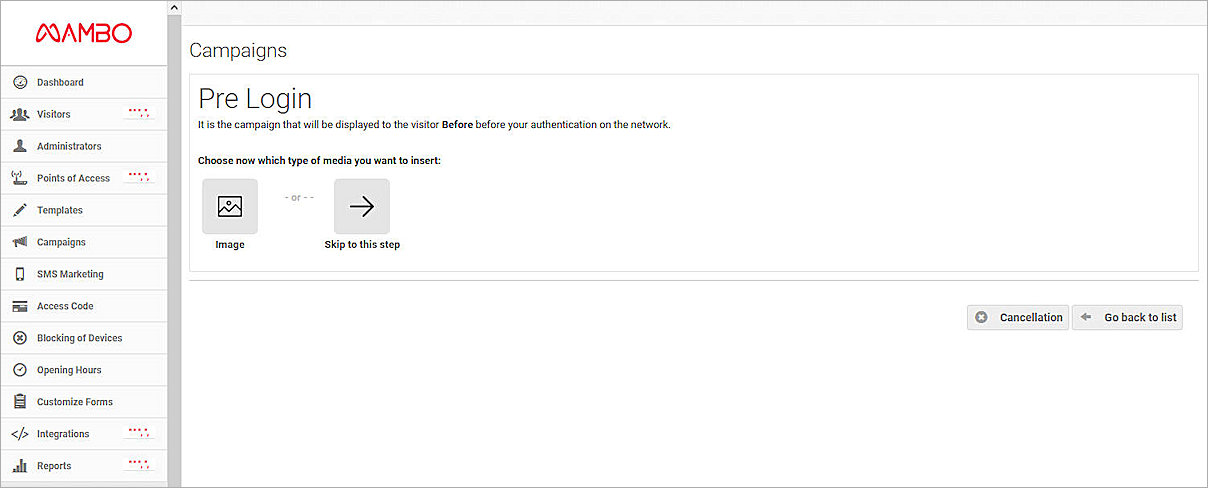 MAMBO
Dashboard
Visitors
Administrators
Points of Access
Templates
Campaigns
SMS Marketing
Access Code
Blocking of Devices
Opening Hours
Customize Forms
Integrations
Reports
Campaigns
Pre Login
It is the campaign that will be displayed to the visitor Before before your authentication on the network.
Choose now which type of media you want to insert:
- or - -
Image
Skip to this step
Cancellation
Go back to list